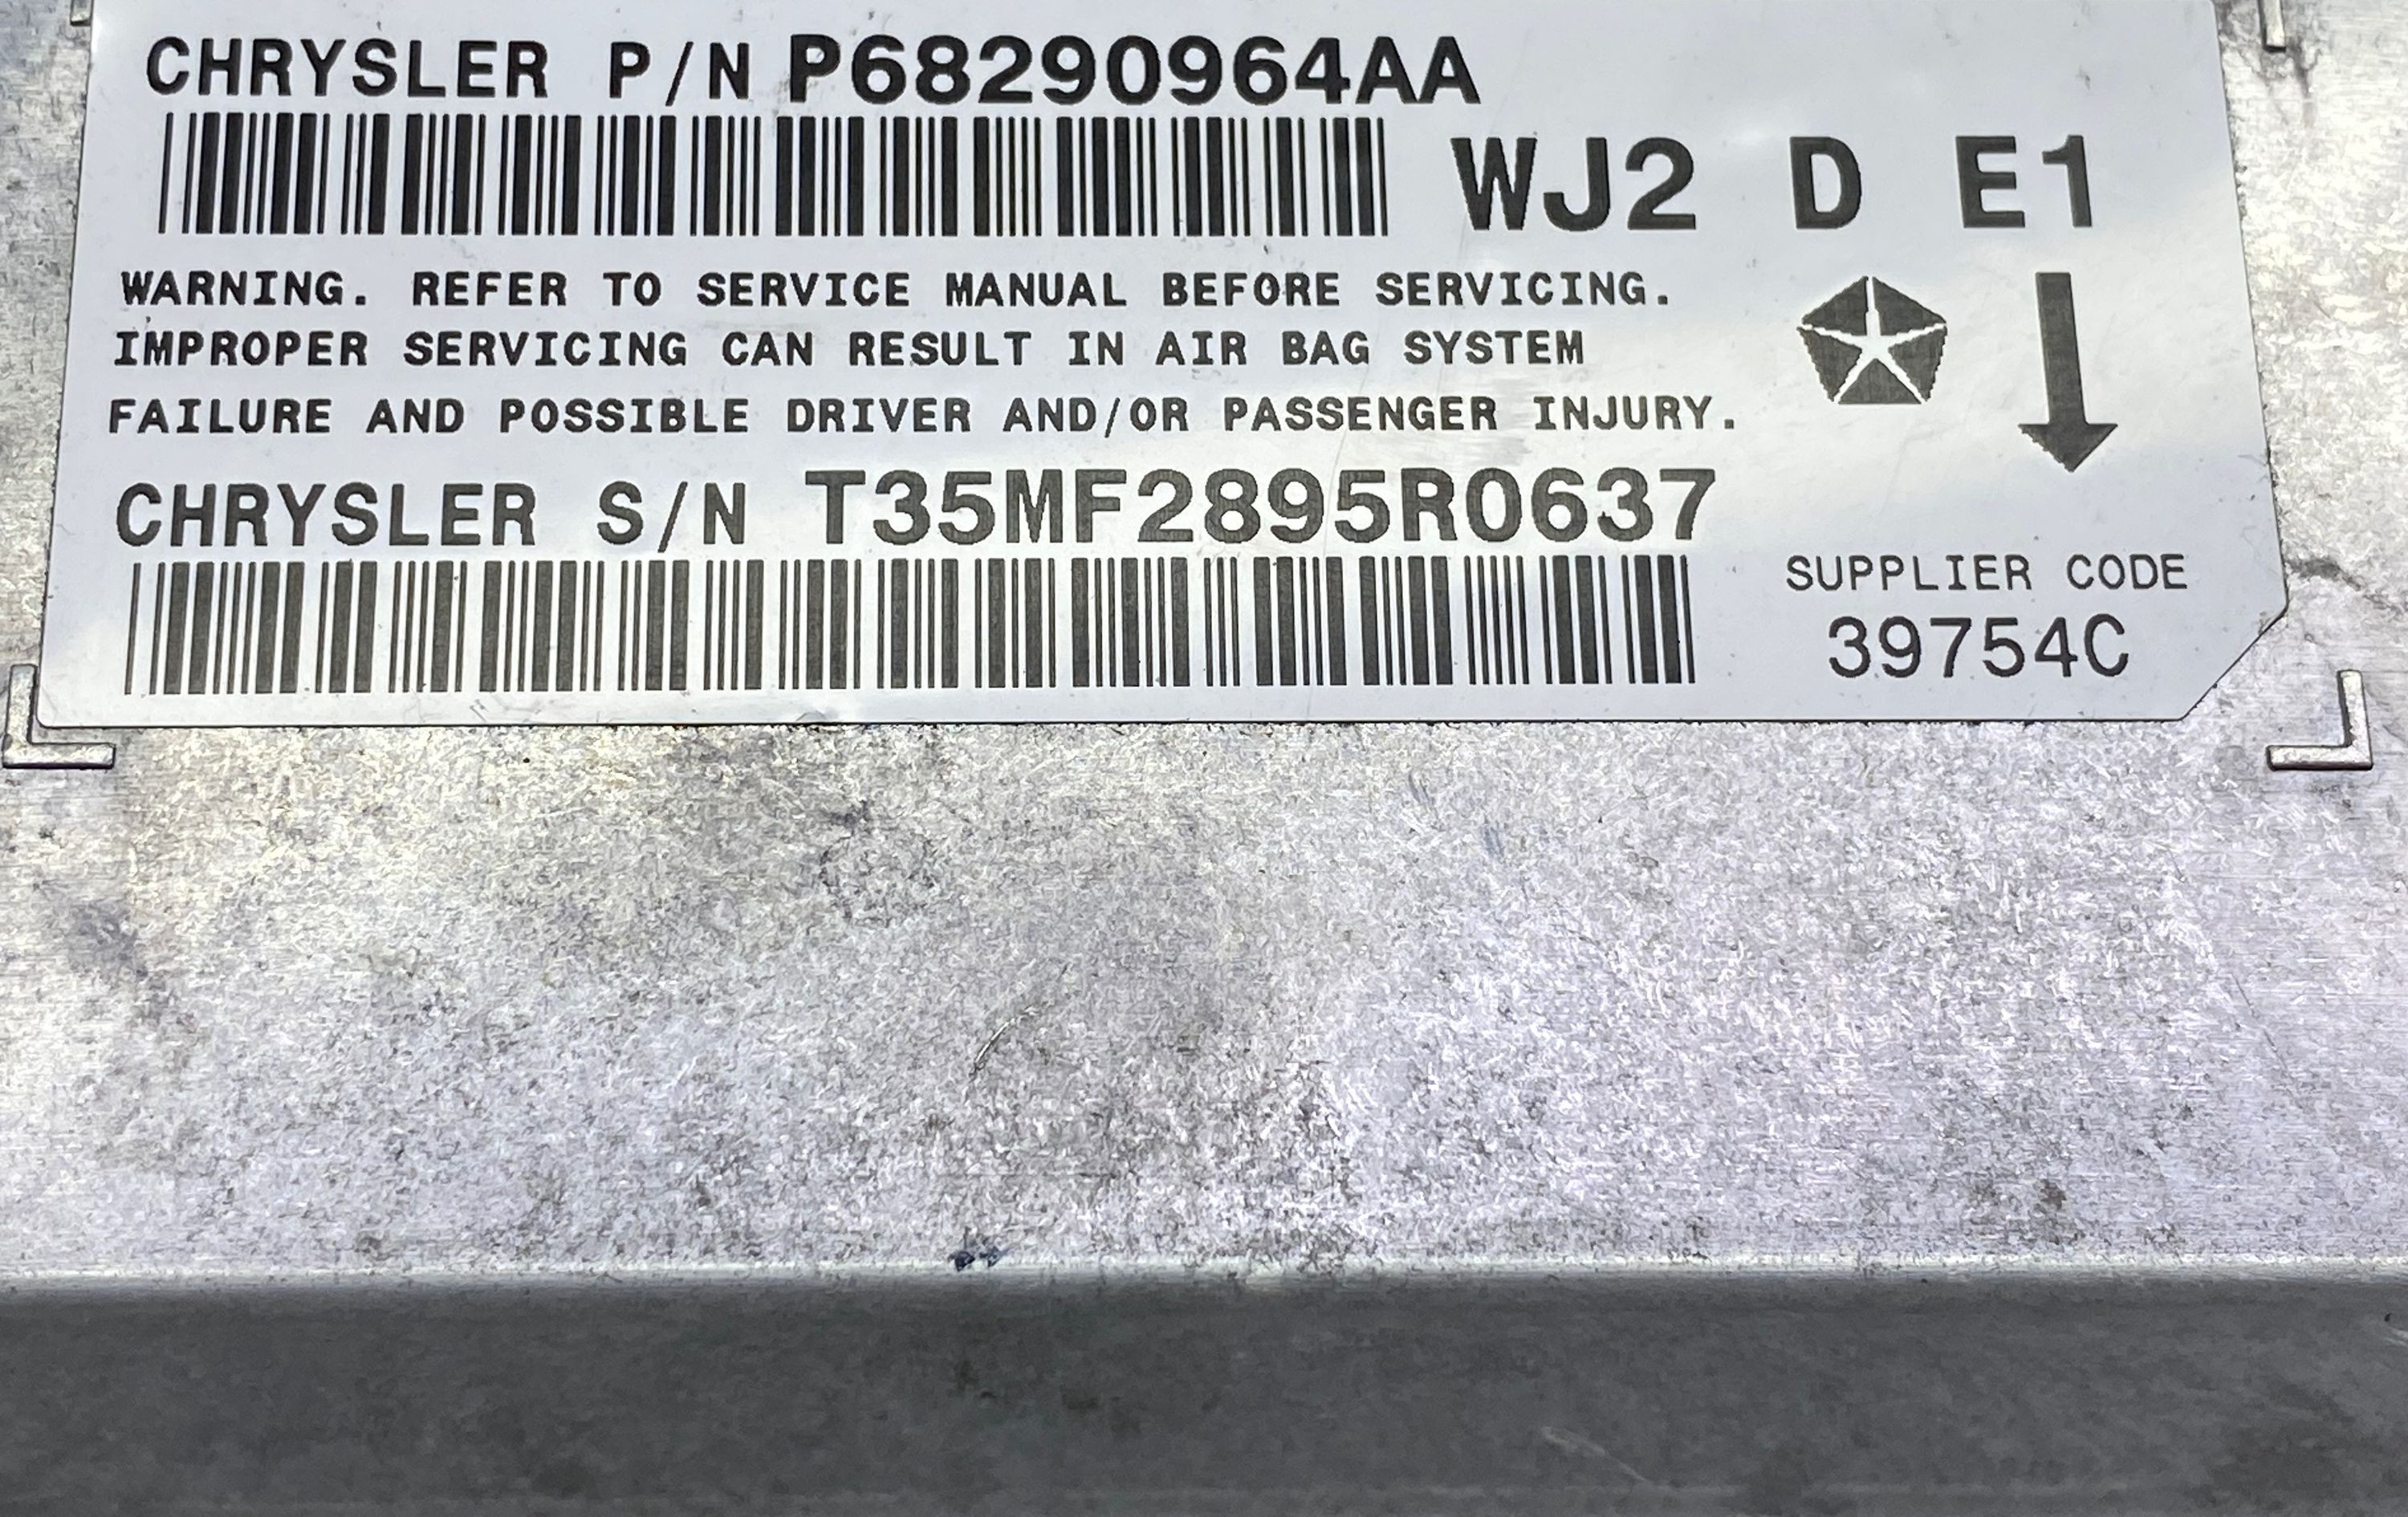 CHRYSLER P/N P68290964AA
WJ2 D E1
WARNING. REFER TO SERVICE MANUAL BEFORE SERVICING.
IMPROPER SERVICING CAN RESULT IN AIR BAG SYSTEM
FAILURE AND POSSIBLE DRIVER AND/OR PASSENGER INJURY.
CHRYSLER S/N T35MF2895R0637
SUPPLIER CODE
39754C